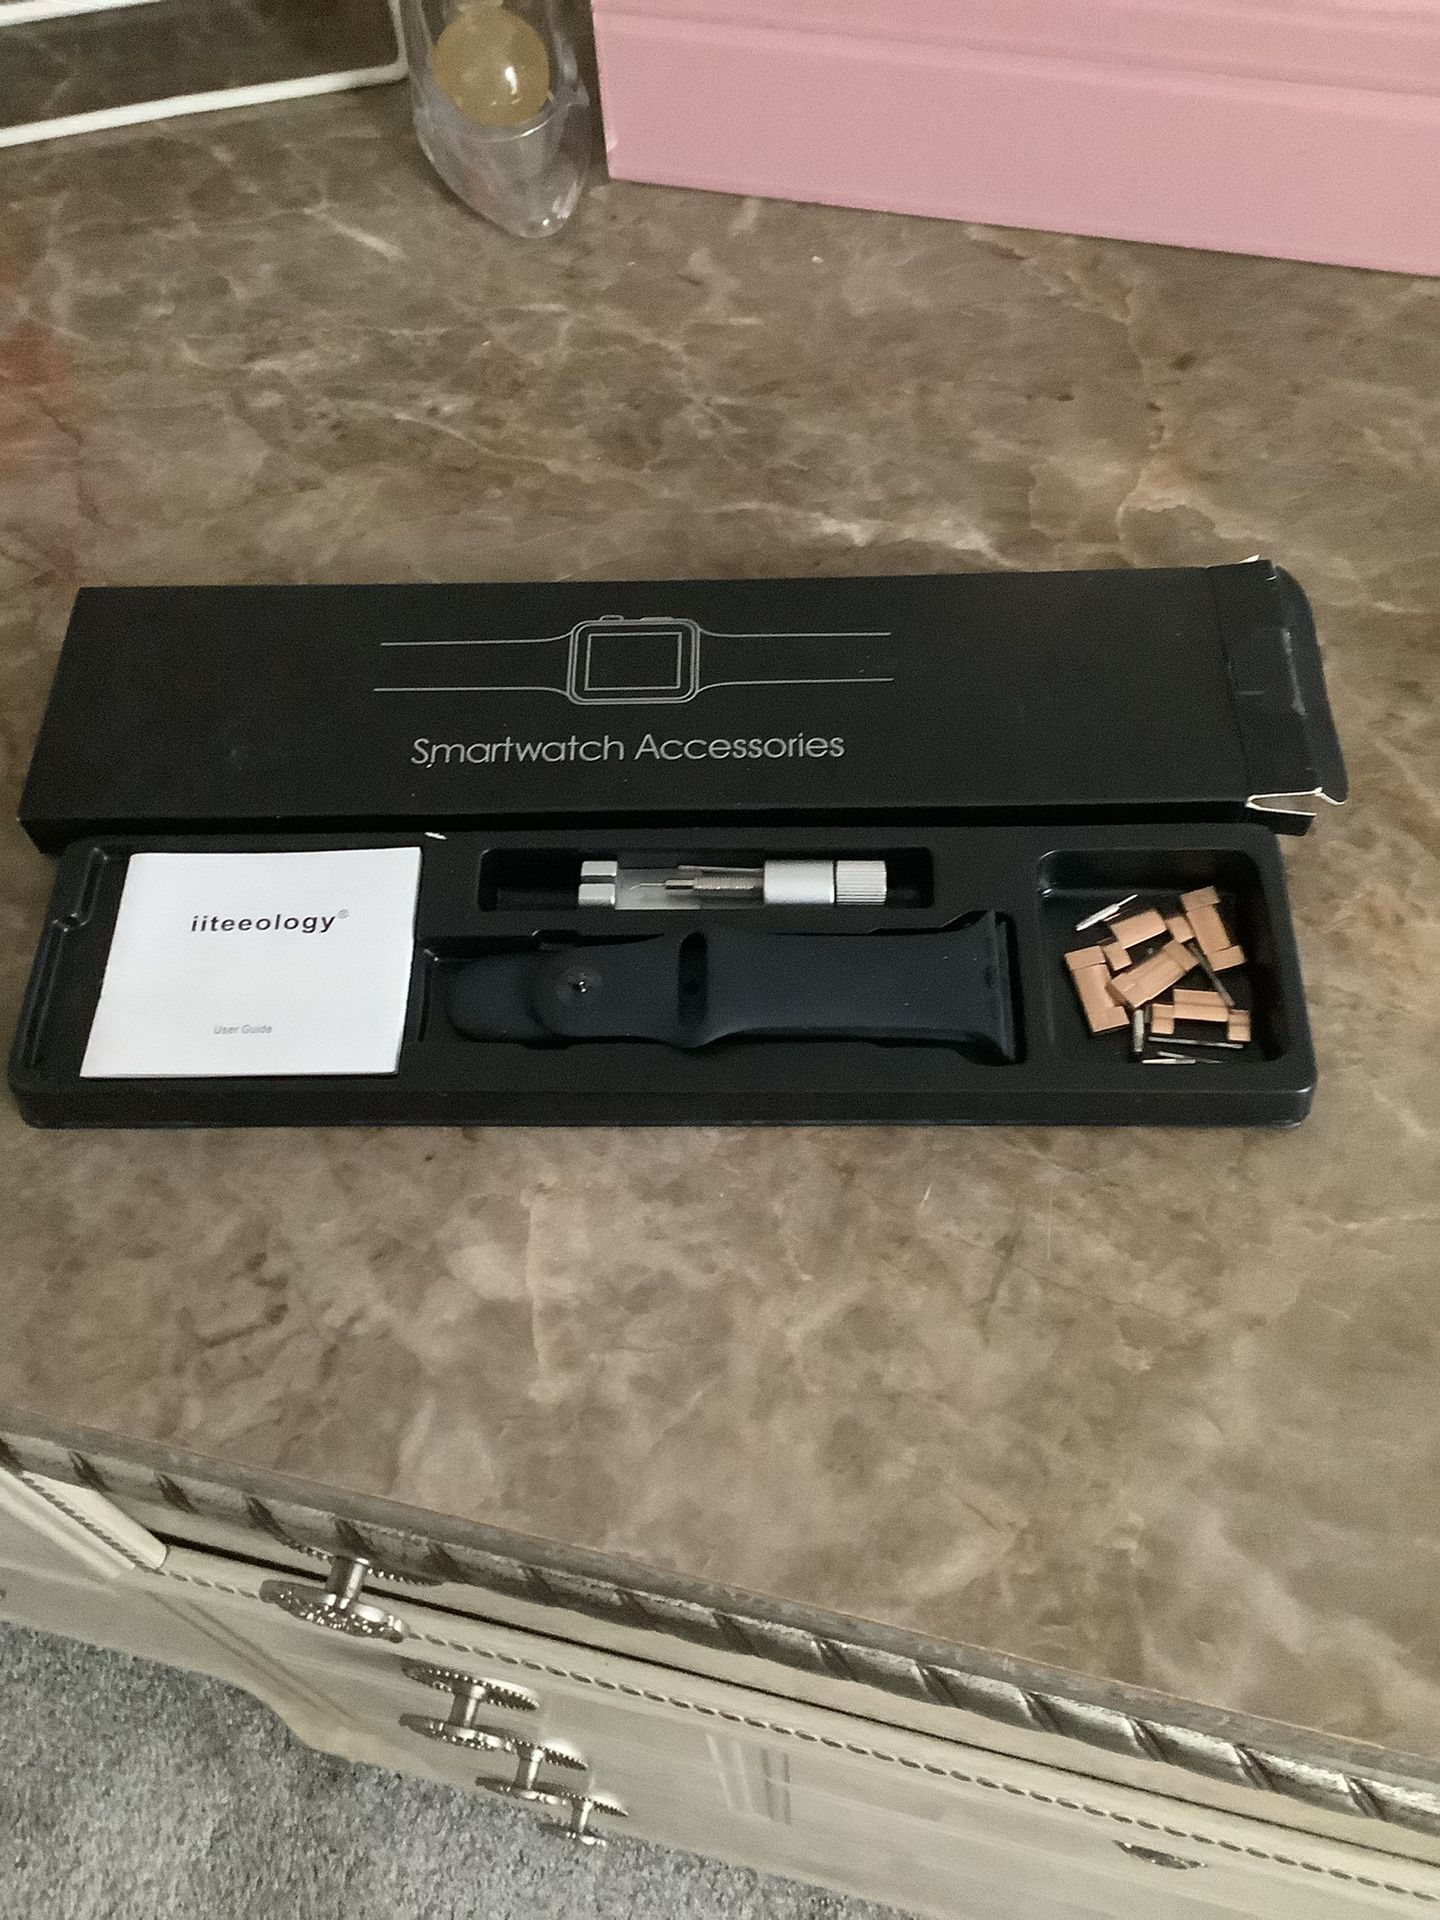 Smartwatch Accessories
iiteeology®
User Guide